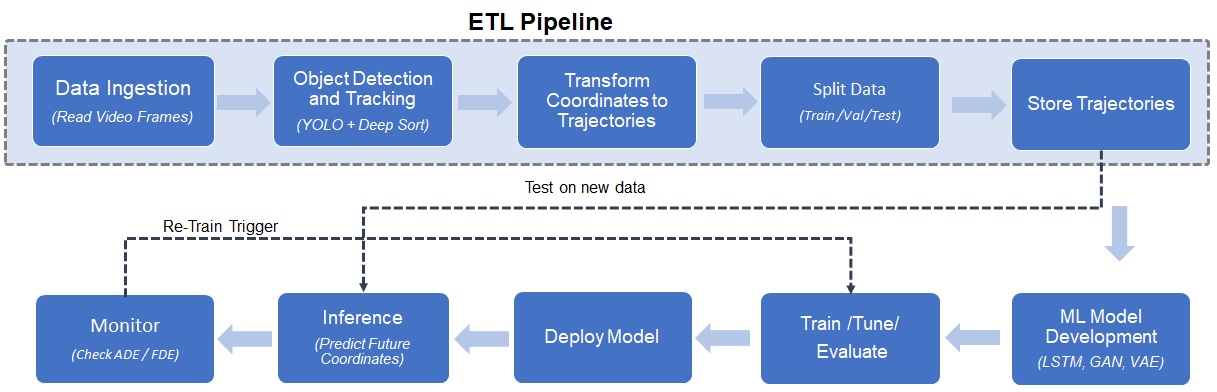 ETL Pipeline
Data Ingestion
(Read Video Frames)
Object Detection
and Tracking
(YOLO + Deep Sort)
Transform
Coordinates to
Trajectories
Split Data
(Train /Val/Test)
Store Trajectories
Test on new data
Re-Train Trigger
Monitor
(Check ADE / FDE)
Inference
(Predict Future
Coordinates)
Deploy Model
Train /Tune/
Evaluate
ML Model
Development
(LSTM, GAN, VAE)